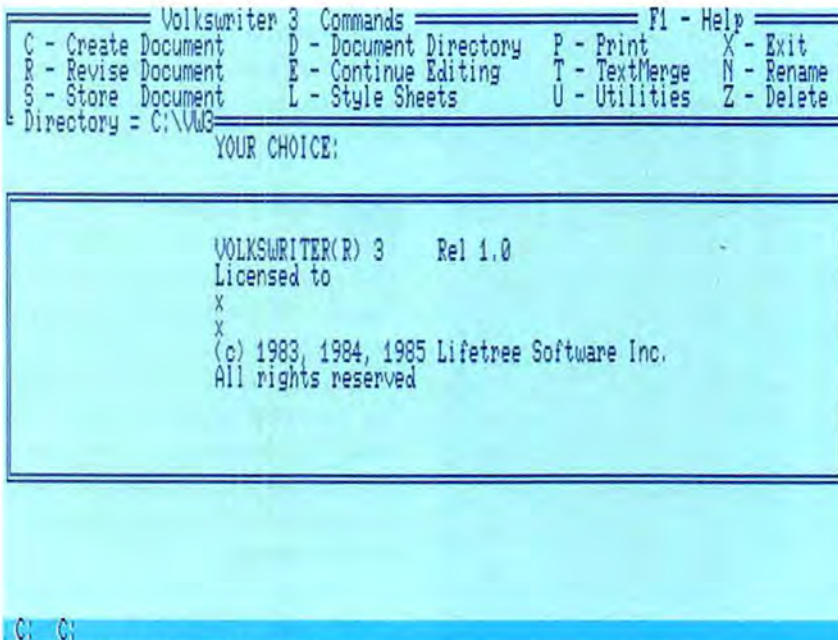 Volkswriter 3 Commands F1 - Help
C - Create Document D - Document Directory P - Print X - Exit
R - Revise Document E - Continue Editing T - TextMerge N - Rename
S - Store Document L - Style Sheets U - Utilities Z - Delete
Directory = C:\VW3
YOUR CHOICE:
VOLKSWRITER(R) 3 Rel 1.0
Licensed to
x
x
(c) 1983, 1984, 1985 Lifetree Software Inc.
All rights reserved
C: C: